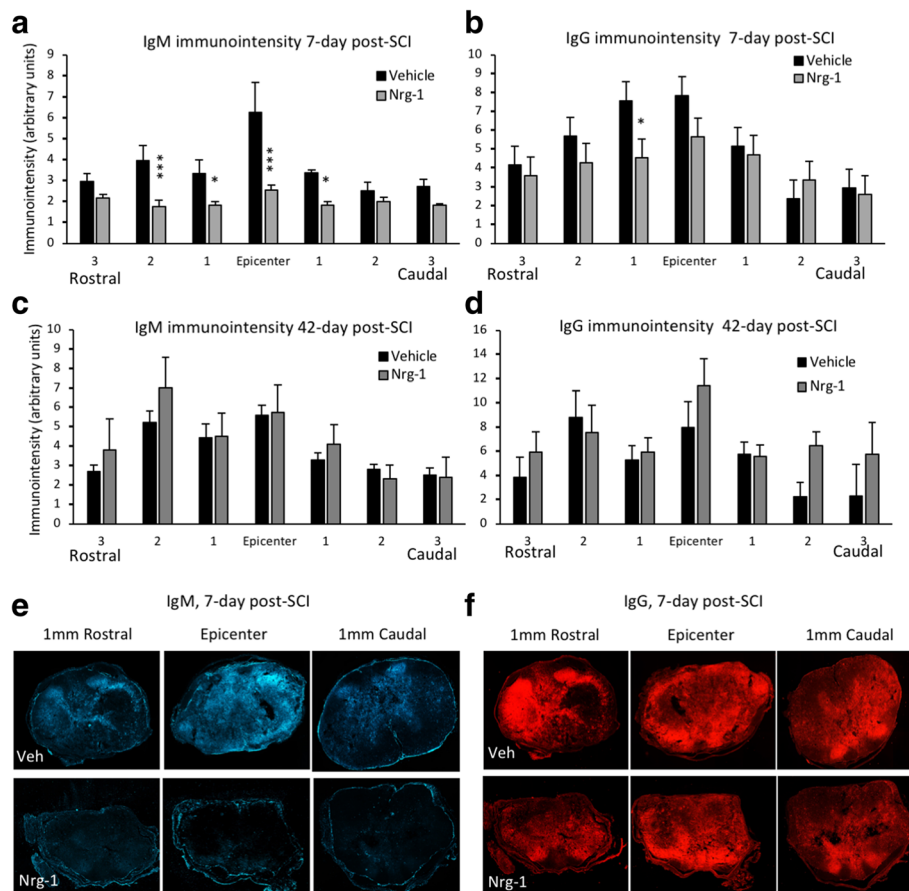 a
IgM immunointensity 7-day post-SCI
Immunointensity (arbitrary units)
9
8
7
6
5
4
3
2
1
0
Vehicle
Nrg-1
***
*
***
*
3 2 1 Epicenter 1 2 3
Rostral Caudal
b
IgG immunointensity 7-day post-SCI
10
9
8
7
6
5
4
3
2
1
0
Vehicle
Nrg-1
*
3 2 1 Epicenter 1 2 3
Rostral Caudal
c
IgM immunointensity 42-day post-SCI
Immunointensity (arbitrary units)
10
9
8
7
6
5
4
3
2
1
0
Vehicle
Nrg-1
3 2 1 Epicenter 1 2 3
Rostral Caudal
d
IgG immunointensity 42-day post-SCI
16
14
12
10
8
6
4
2
0
Vehicle
Nrg-1
3 2 1 Epicenter 1 2 3
Rostral Caudal
e
IgM, 7-day post-SCI
1mm Rostral Epicenter 1mm Caudal
Veh
Nrg-1
f
IgG, 7-day post-SCI
1mm Rostral Epicenter 1mm Caudal
Veh
Nrg-1